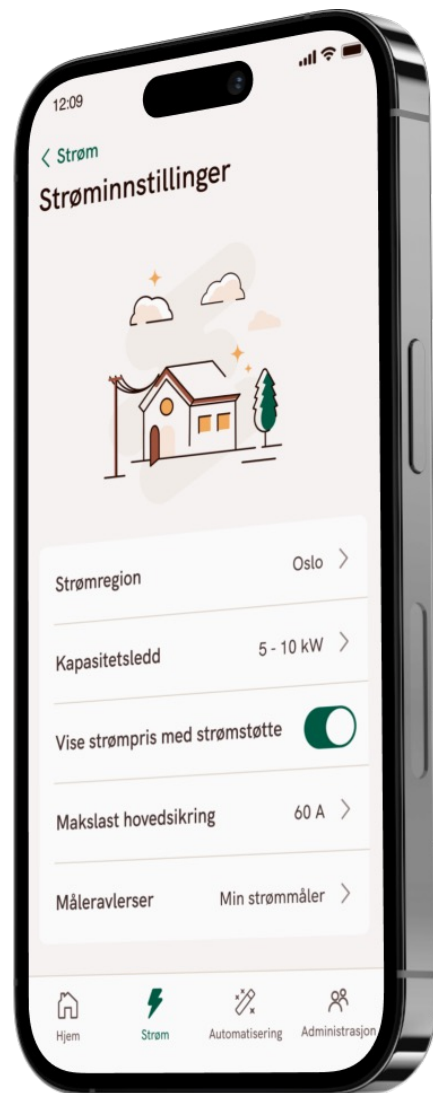 12:09
< Strøm
Strøminnstillinger
Strømregion Oslo
Kapasitetsledd 5 - 10 kW
Vise strømpris med strømstøtte
Makslast hovedsikring 60 A
Måleravlerser Min strømmåler
Hjem Strøm Automatisering Administrasjon